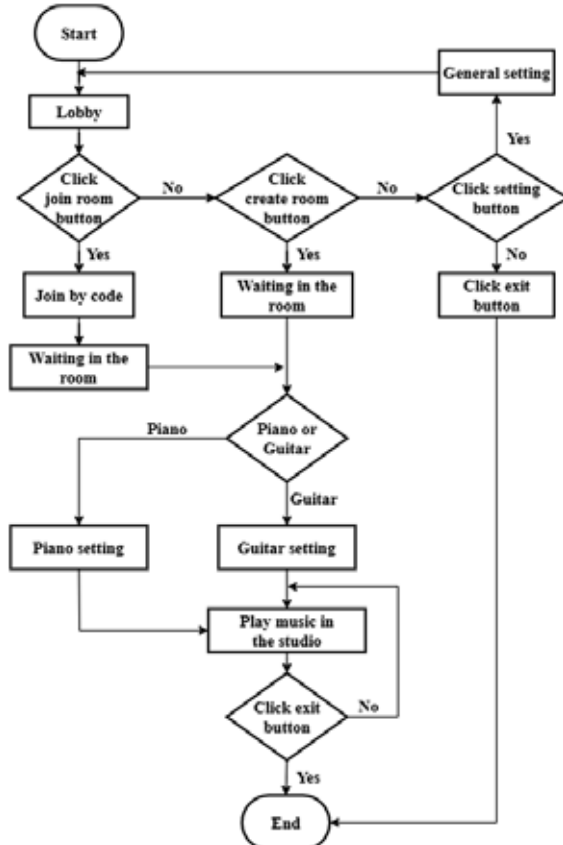 Start
General setting
Lobby
Yes
Click
join room
button
No
Click
create room
button
No
Click setting
button
Yes
Yes
No
Join by code
Waiting in the
room
Click exit
button
Waiting in the
room
Piano
Piano or
Guitar
Guitar
Piano setting
Guitar setting
Play music in
the studio
Click exit
button
No
Yes
End